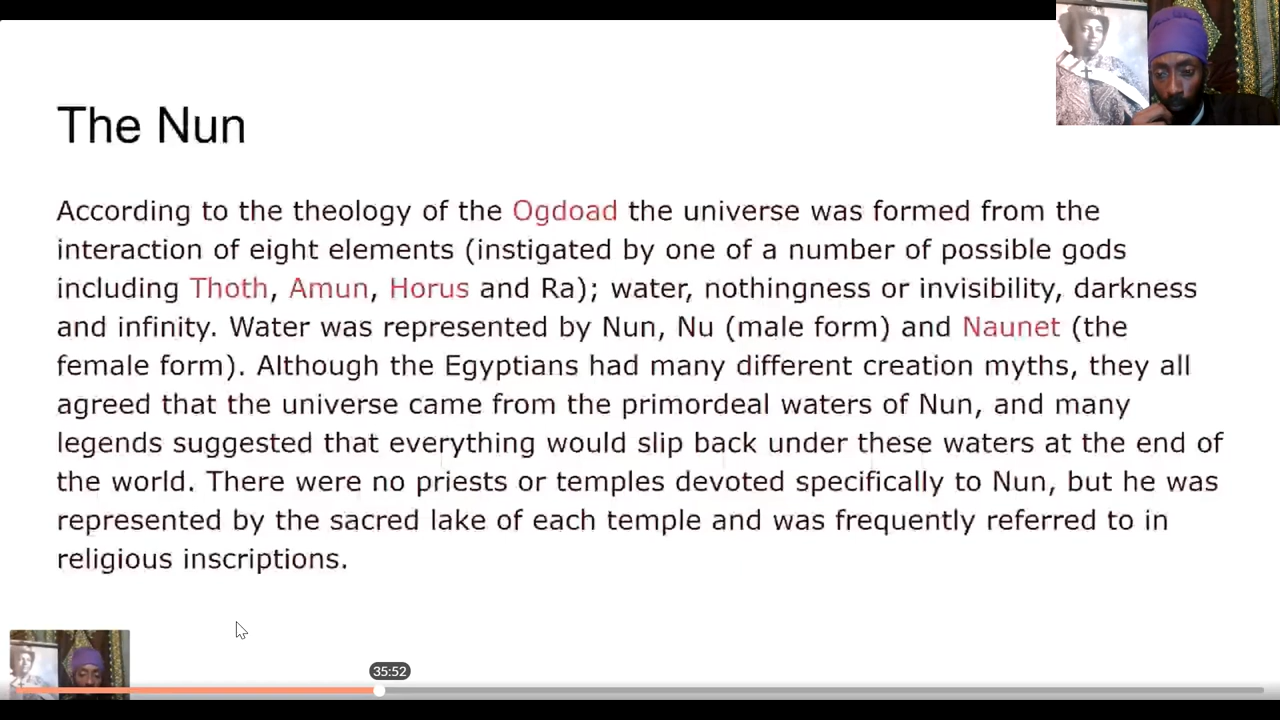 The Nun
According to the theology of the Ogdoad the universe was formed from the
interaction of eight elements (instigated by one of a number of possible gods
including Thoth, Amun, Horus and Ra); water, nothingness or invisibility, darkness
and infinity. Water was represented by Nun, Nu (male form) and Naunet (the
female form). Although the Egyptians had many different creation myths, they all
agreed that the universe came from the primordeal waters of Nun, and many
legends suggested that everything would slip back under these waters at the end of
the world. There were no priests or temples devoted specifically to Nun, but he was
represented by the sacred lake of each temple and was frequently referred to in
religious inscriptions.
35:52